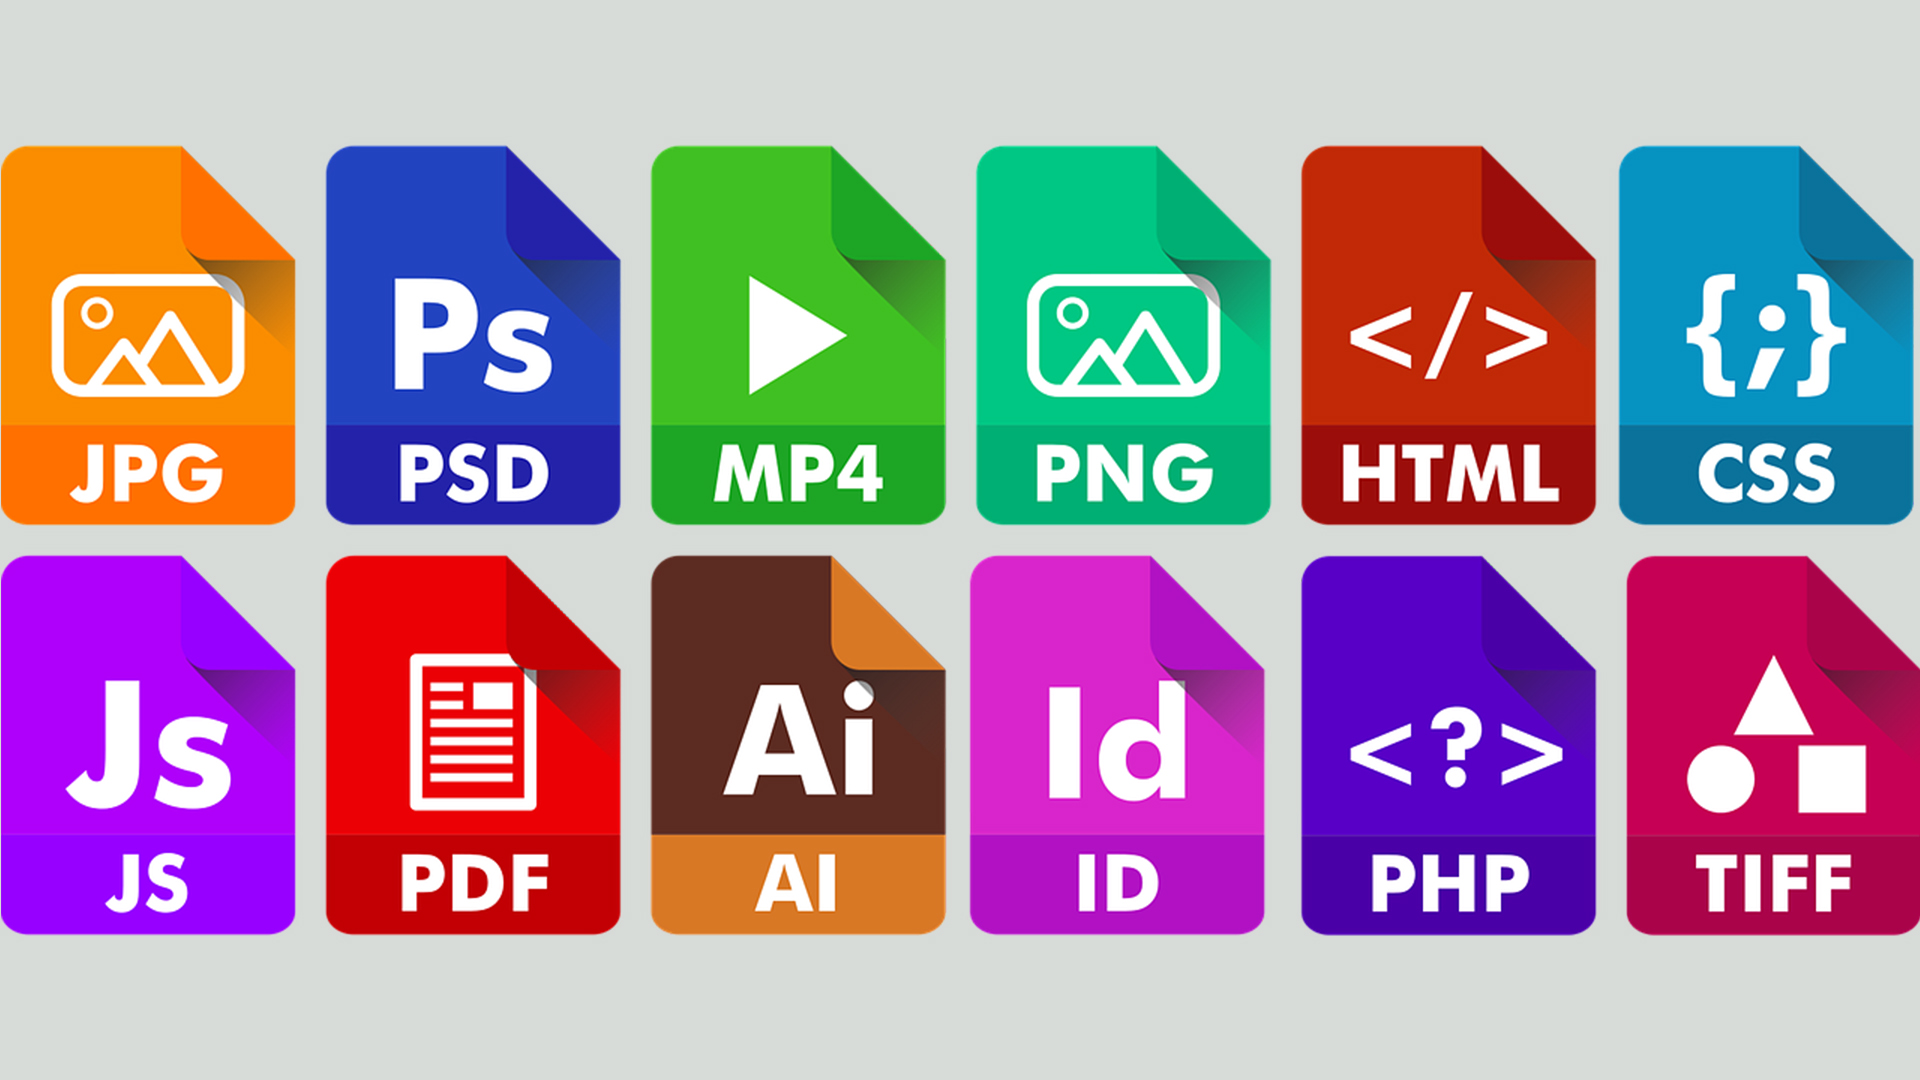 Ps
</>
{;}
JPG
PSD
MP4
PNG
HTML
CSS
Js
Ai
Id
<?>
JS
PDF
AI
ID
PHP
TIFF